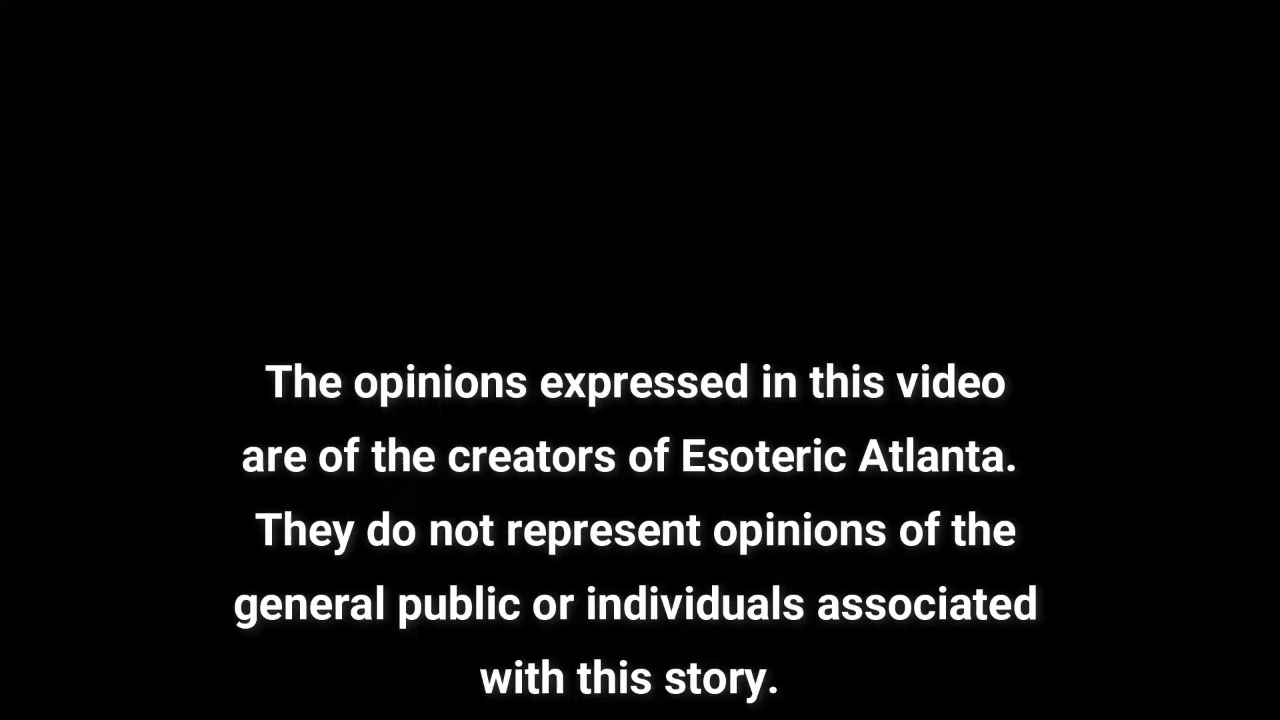 The opinions expressed in this video
are of the creators of Esoteric Atlanta.
They do not represent opinions of the
general public or individuals associated
with this story.